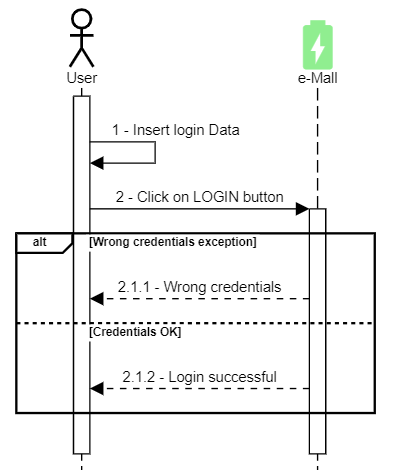 User
e-Mall
1 - Insert login Data
2 - Click on LOGIN button
alt
[Wrong credentials exception]
2.1.1 - Wrong credentials
[Credentials OK]
2.1.2 - Login successful